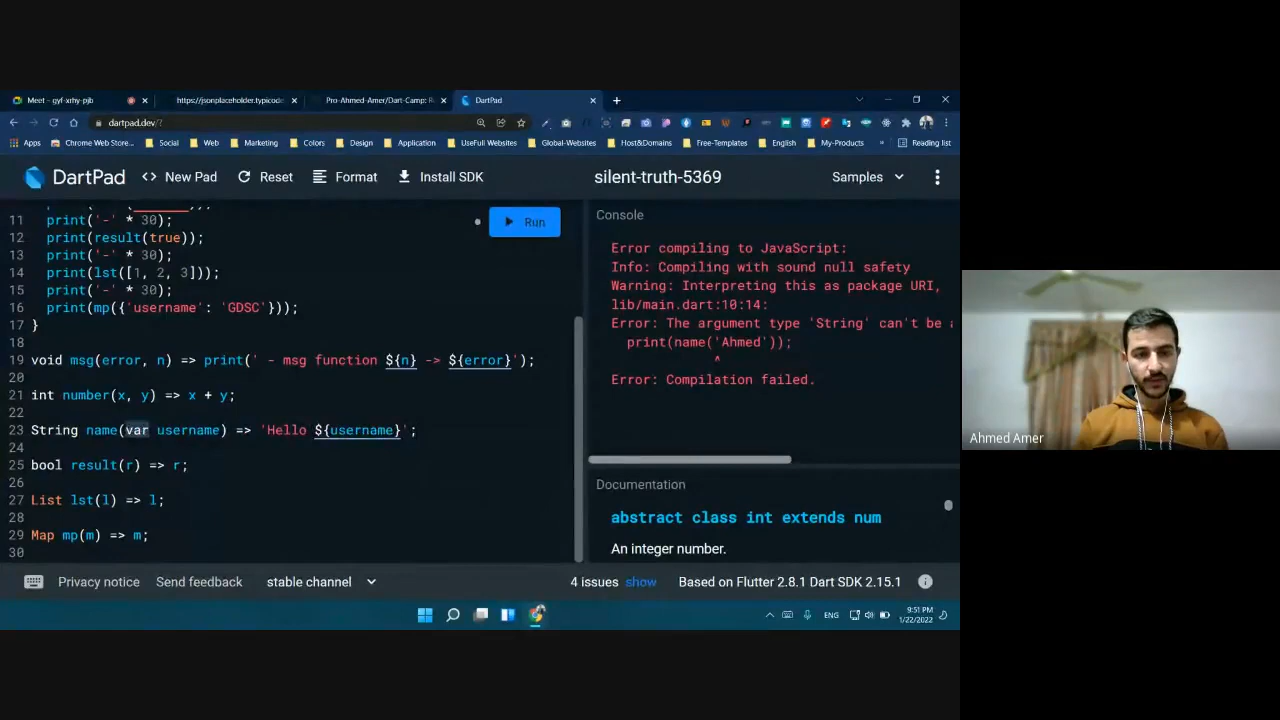 Meet - gyf-xrhy-pjb
https://jsonplaceholder.typicod
Pro-Ahmed-Amer/Dart-Camp: R
DartPad
dartpad.dev/?
Apps
Chrome Web Store...
Social
Web
Marketing
Colors
Design
Application
UseFull Websites
Global-Websites
Host&Domains
Free-Templates
English
My-Products
»
Reading list
DartPad
<> New Pad
Reset
Format
Install SDK
silent-truth-5369
Samples
Run
11 print('-' * 30);
12 print(result(true));
13 print('-' * 30);
14 print(lst([1, 2, 3]));
15 print('-' * 30);
16 print(mp({'username': 'GDSC'}));
17 }
18
19 void msg(error, n) => print(' - msg function ${n} -> ${error}');
20
21 int number(x, y) => x + y;
22
23 String name(var username) => 'Hello ${username}';
24
25 bool result(r) => r;
26
27 List lst(l) => l;
28
29 Map mp(m) => m;
30
Console
Error compiling to JavaScript:
Info: Compiling with sound null safety
Warning: Interpreting this as package URI,
lib/main.dart:10:14:
Error: The argument type 'String' can't be
print(name('Ahmed'));
^
Error: Compilation failed.
Documentation
abstract class int extends num
An integer number.
Privacy notice
Send feedback
stable channel
4 issues show
Based on Flutter 2.8.1 Dart SDK 2.15.1
ENG
9:51 PM
1/22/2022
Ahmed Amer